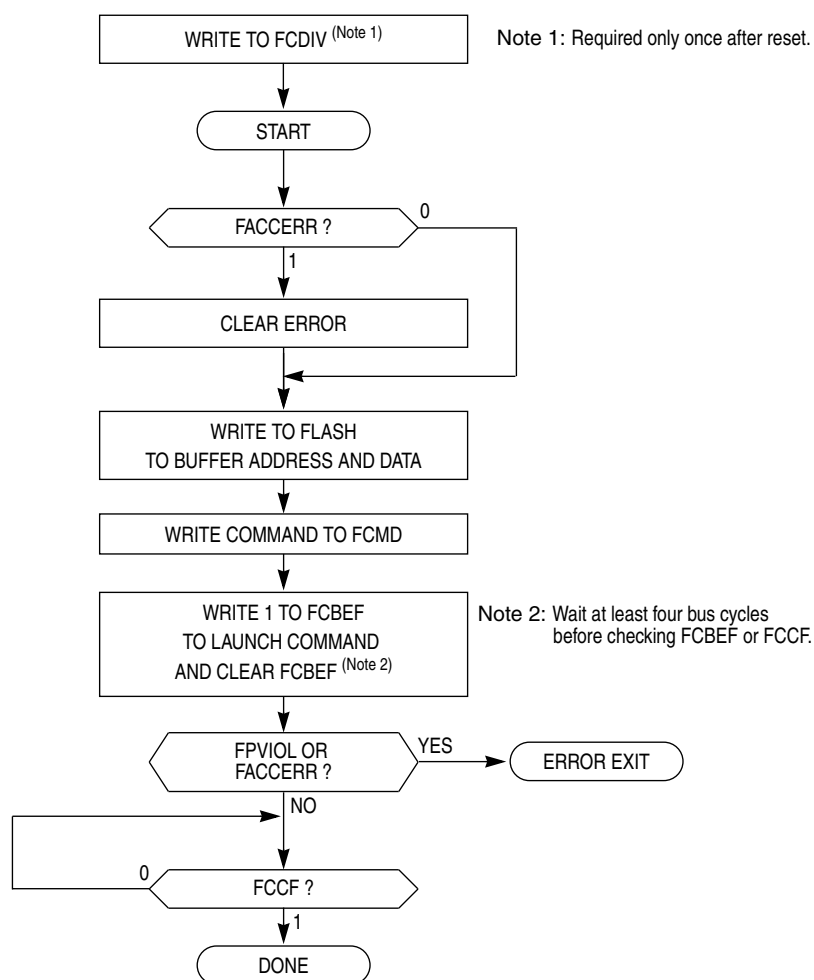 WRITE TO FCDIV (Note 1)
Note 1: Required only once after reset.
START
FACCERR ?
0
1
CLEAR ERROR
WRITE TO FLASH
TO BUFFER ADDRESS AND DATA
WRITE COMMAND TO FCMD
WRITE 1 TO FCBEF
TO LAUNCH COMMAND
AND CLEAR FCBEF (Note 2)
Note 2: Wait at least four bus cycles
before checking FCBEF or FCCF.
FPVIOL OR
FACCERR ?
YES
ERROR EXIT
NO
0
FCCF ?
1
DONE